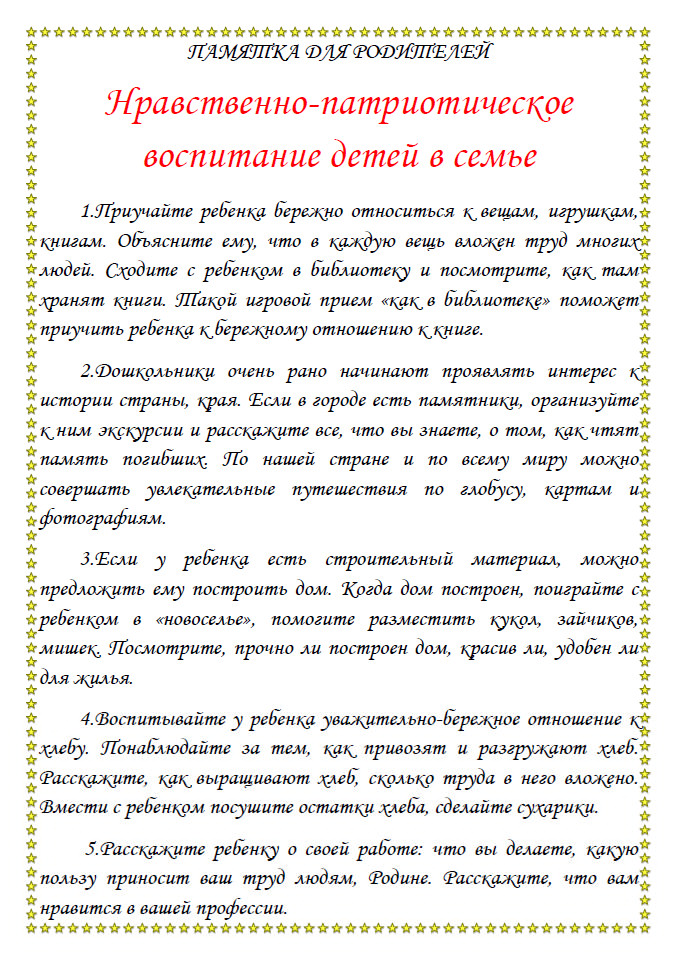 ПАМЯТКА ДЛЯ РОДИТЕЛЕЙ
Нравственно-патриотическое
воспитание детей в семье
1.Приучайте ребенка бережно относиться к вещам, игрушкам,
книгам. Объясните ему, что в каждую вещь вложен труд многих
людей. Сходите с ребенком в библиотеку и посмотрите, как там
хранят книги. Такой игровой прием «как в библиотеке» поможет
приучить ребенка к бережному отношению к книге.
2.Дошкольники очень рано начинают проявлять интерес к
истории страны, края. Если в городе есть памятники, организуйте
к ним экскурсии и расскажите все, что вы знаете, о том, как чтят
память погибших. По нашей стране и по всему миру можно
совершать увлекательные путешествия по глобусу, картам и
фотографиям.
3.Если у ребенка есть строительный материал, можно
предложить ему построить дом. Когда дом построен, поиграйте с
ребенком в «новоселье», помогите разместить кукол, зайчиков,
мишек. Посмотрите, прочно ли построен дом, красив ли, удобен ли
для жилья.
4.Воспитывайте у ребенка уважительно-бережное отношение к
хлебу. Понаблюдайте за тем, как привозят и разгружают хлеб.
Расскажите, как выращивают хлеб, сколько труда в него вложено.
Вмести с ребенком посушите остатки хлеба, сделайте сухарики.
5.Расскажите ребенку о своей работе: что вы делаете, какую
пользу приносит ваш труд людям, Родине. Расскажите, что вам
нравится в вашей профессии.